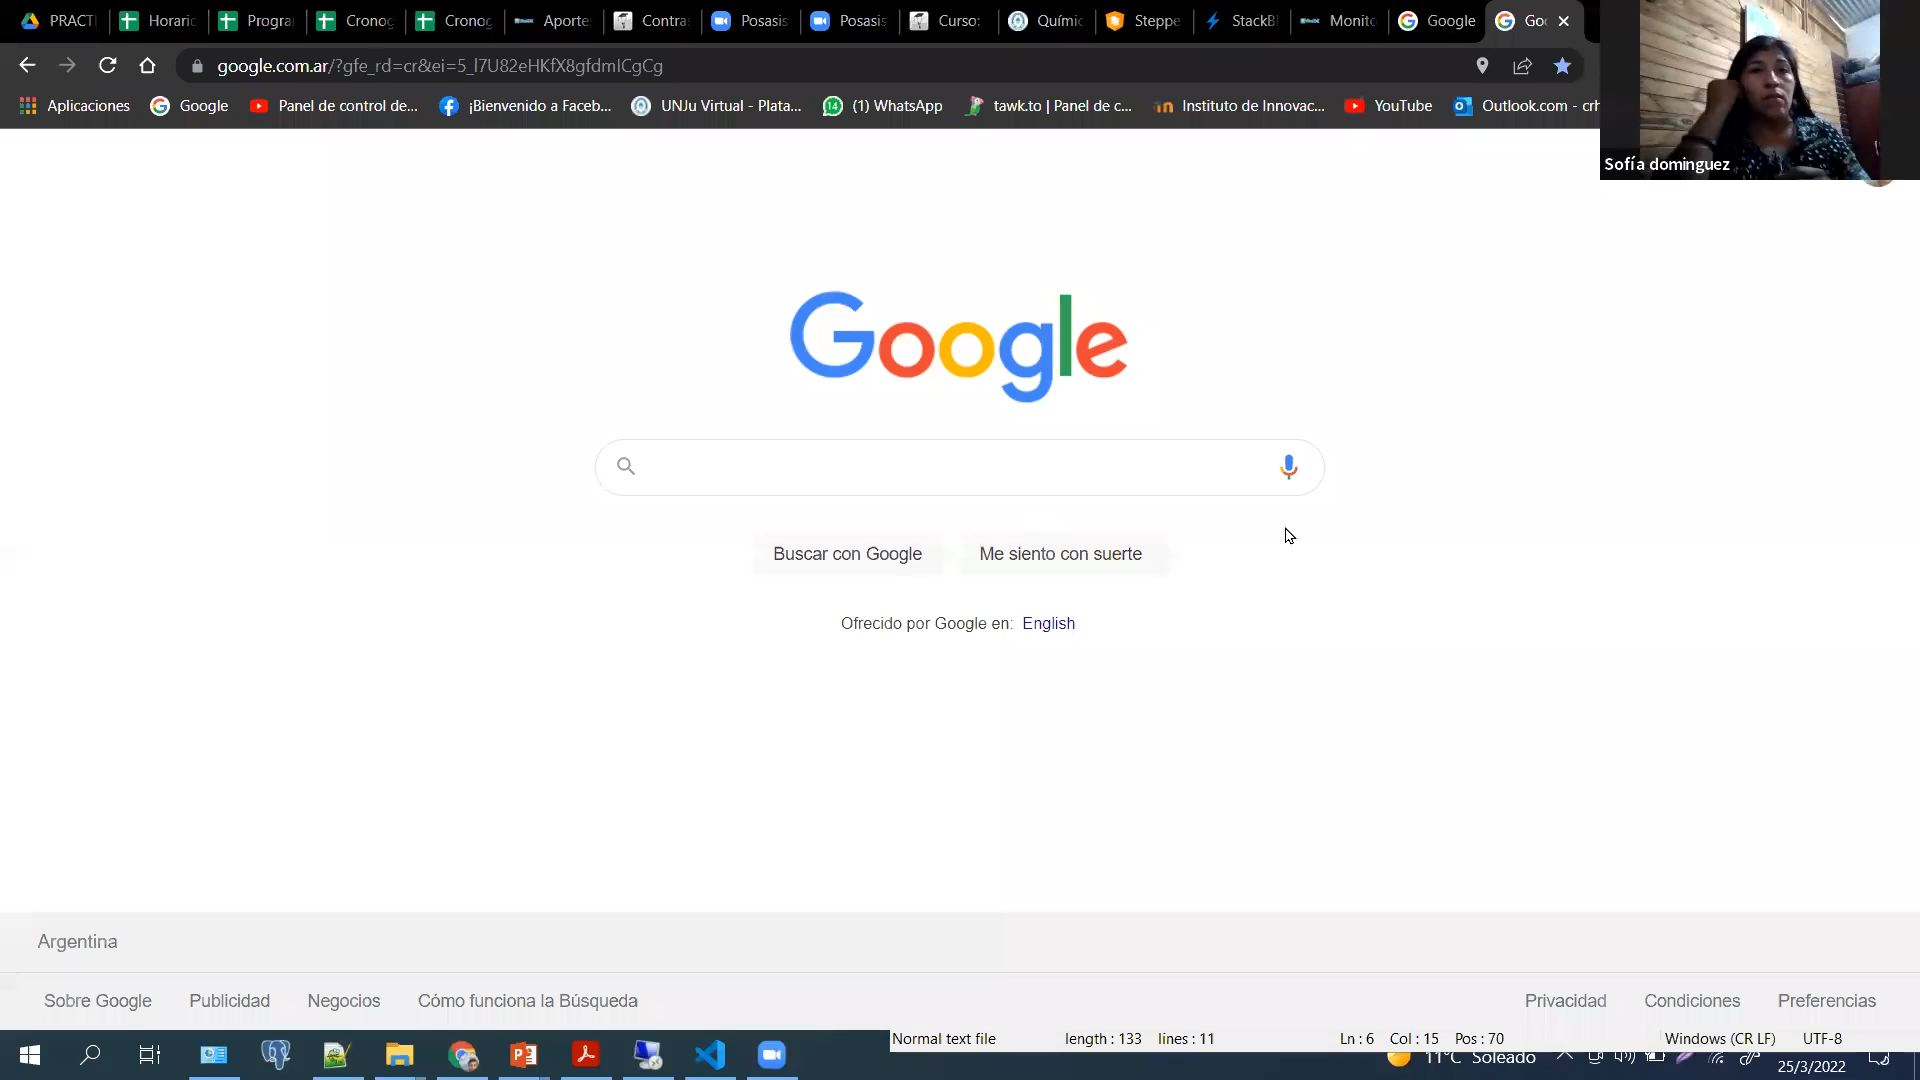 PRACTI Horario Progra Cronog Cronog Aporte Contra Posasis Posasis Curso: Químic Steppe StackBl Monito Google Goo
google.com.ar/?gfe_rd=cr&ei=5_l7U82eHKfX8gfdmICgCg
Aplicaciones Google Panel de control de... ¡Bienvenido a Faceb... UNJu Virtual - Plata... 14 (1) WhatsApp tawk.to | Panel de c... Instituto de Innovac... YouTube Outlook.com - crh
Sofía dominguez
Google
Buscar con Google Me siento con suerte
Ofrecido por Google en: English
Argentina
Sobre Google Publicidad Negocios Cómo funciona la Búsqueda Privacidad Condiciones Preferencias
Normal text file length : 133 lines : 11 Ln : 6 Col : 15 Pos : 70 Windows (CR LF) UTF-8
11°C Soleado
25/3/2022